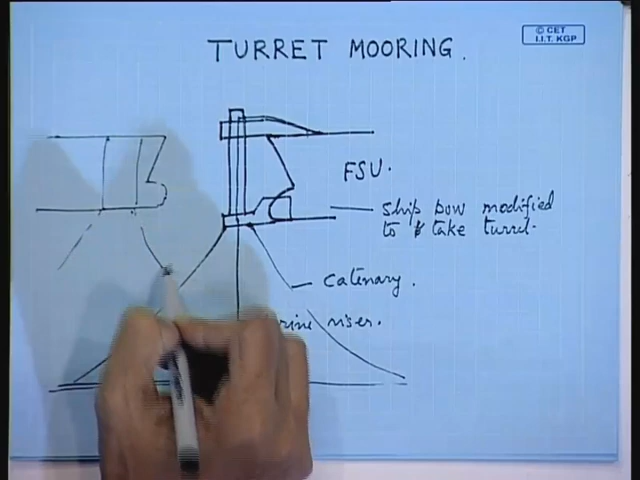 © CET
I.I.T. KGP
TURRET MOORING.
FSU.
ship bow modified
to take turret.
catenary.
riser.